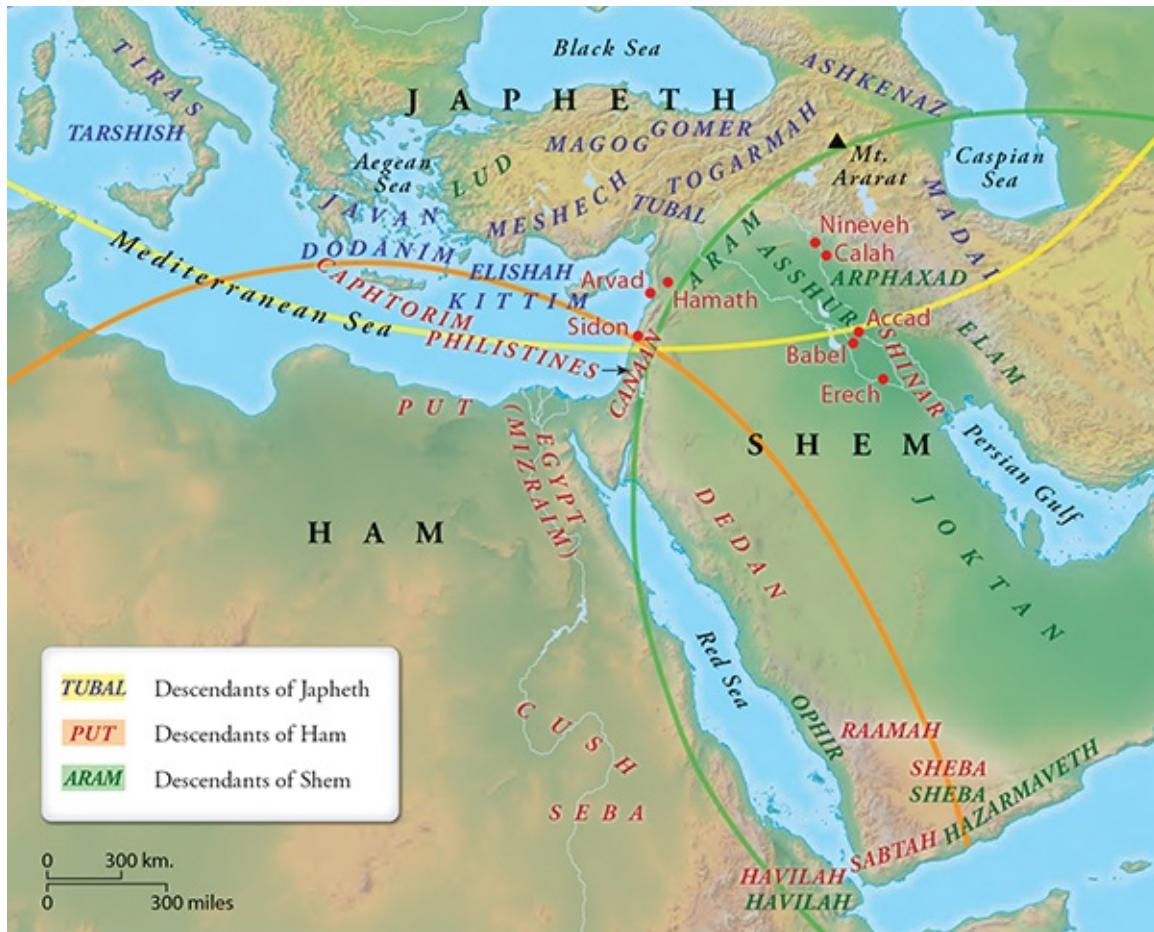 Black Sea
TIRAS
ASHKENAZ
JAPHETH
TARSHISH
GOMER
MAGOG
Aegean
Sea
LUD
TOGARMAH
Mt.
Ararat
Caspian
Sea
MESHECH
TUBAL
MADAI
JAVAN
ARAM
Nineveh
Calah
DODANIM
ASSHUR
ARPHAXAD
Mediterranean Sea
CAPHTORIM
ELISHAH
KITTIM
Arvad
Hamath
Sidon
PHILISTINES
CANAAN
Accad
Babel
SHINAR
ELAM
Erech
PUT
EGYPT
(MIZRAIM)
SHEM
Persian Gulf
HAM
DEDAN
JOKTAN
Red Sea
TUBAL Descendants of Japheth
PUT Descendants of Ham
ARAM Descendants of Shem
CUSH
SEBA
OPHIR
RAAMAH
SHEBA
SHEBA
HAZARMAVETH
SABTAH
HAVILAH
HAVILAH
0 300 km.
0 300 miles